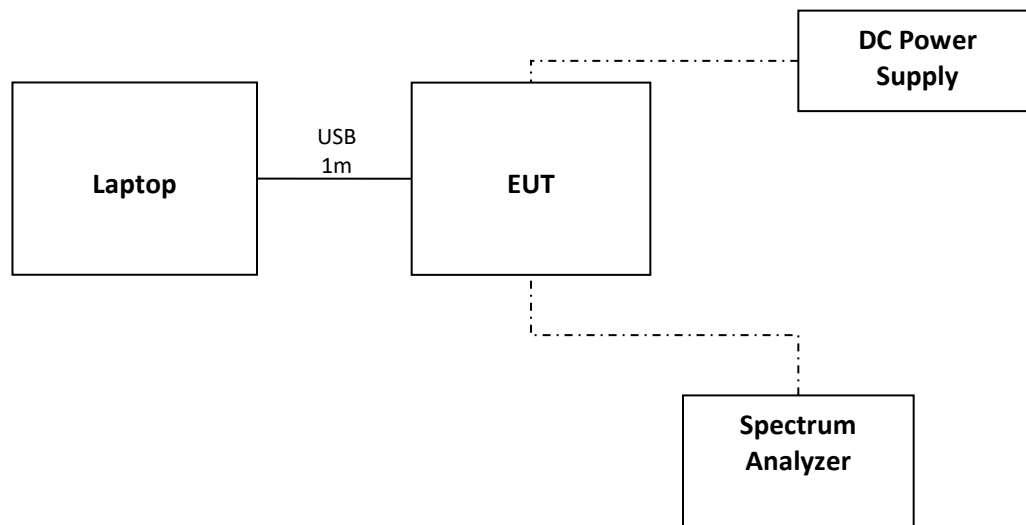 DC Power
Supply
USB
1m
Laptop
EUT
Spectrum
Analyzer